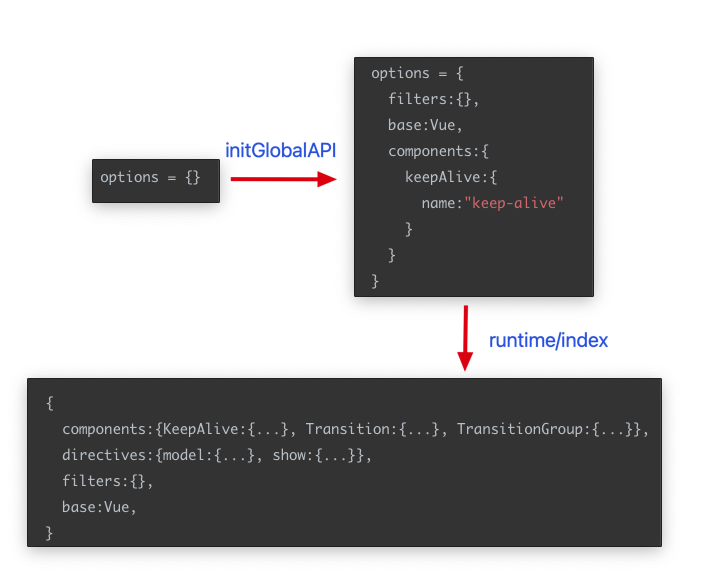 options = {}
initGlobalAPI
options = {
  filters:{},
  base:Vue,
  components:{
    keepAlive:{
      name:"keep-alive"
    }
  }
}
runtime/index
{
  components:{KeepAlive:{...}, Transition:{...}, TransitionGroup:{...}},
  directives:{model:{...}, show:{...}},
  filters:{},
  base:Vue,
}